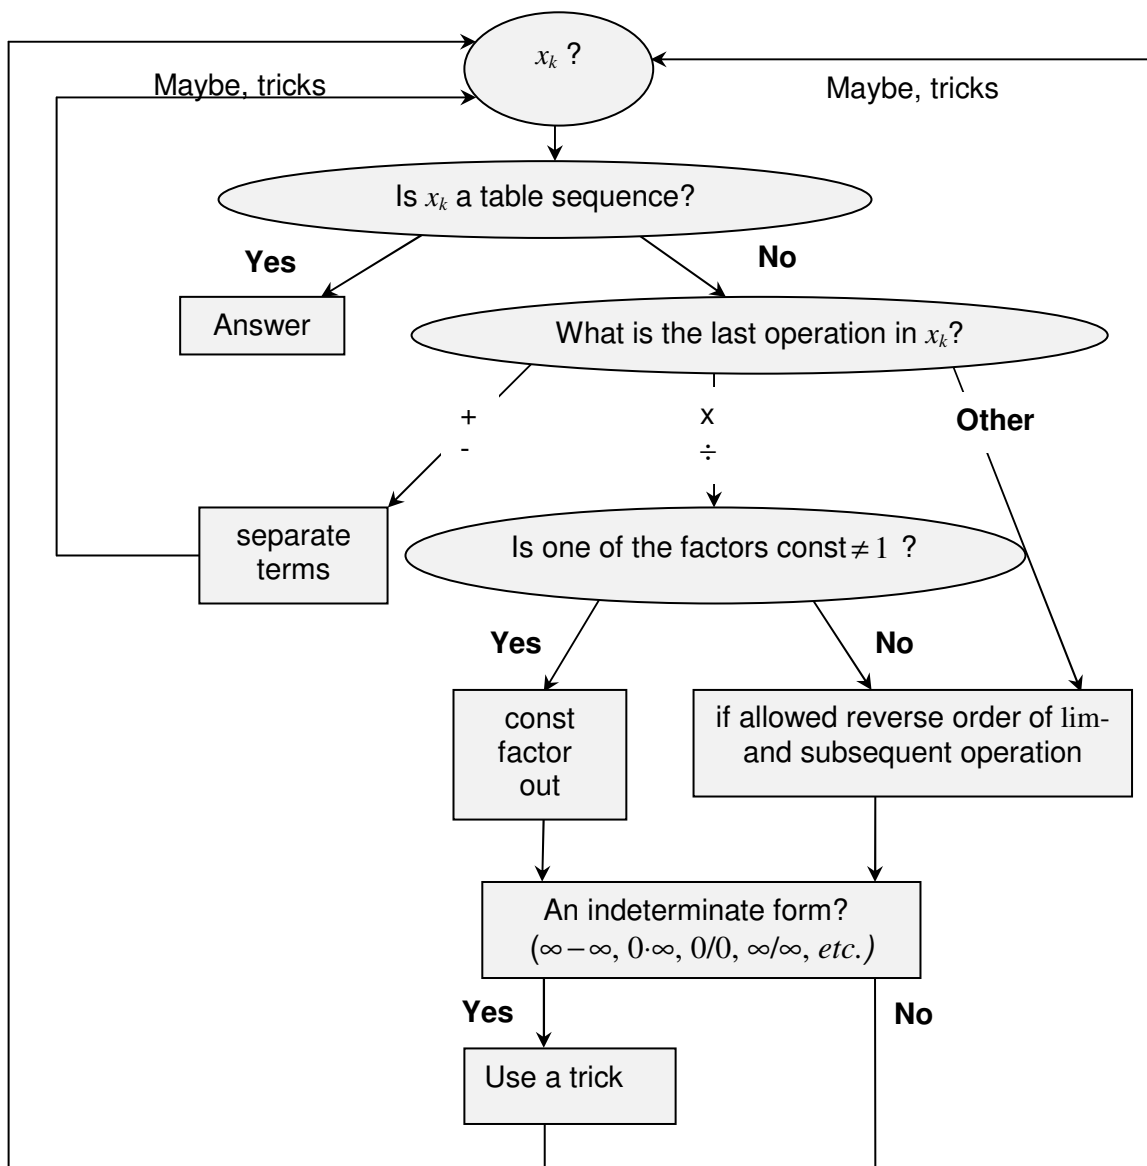 x_k ?
Maybe, tricks
Maybe, tricks
Is x_k a table sequence?
Yes
No
Answer
What is the last operation in x_k?
+
-
x
÷
Other
separate
terms
Is one of the factors const ≠ 1 ?
Yes
No
const
factor
out
if allowed reverse order of lim-
and subsequent operation
An indeterminate form?
(∞ – ∞, 0·∞, 0/0, ∞/∞, etc.)
Yes
No
Use a trick